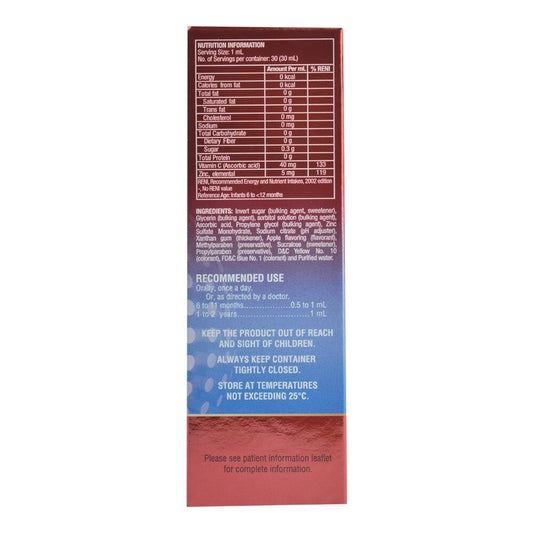 NUTRITION INFORMATION
Serving Size: 1 mL
No. of Servings per container: 30 (30 mL)
Amount Per mL % RENI
Energy 0 kcal
Calories from fat 0 kcal
Total fat 0 g
Saturated fat 0 g
Trans fat 0 g
Cholesterol 0 mg
Sodium 0 mg
Total Carbohydrate 0 g
Dietary Fiber 0 g
Sugar 0.3 g
Total Protein 0 g
Vitamin C (Ascorbic acid) 40 mg 133
Zinc, elemental 5 mg 119
RENI, Recommended Energy and Nutrient Intakes, 2002 edition
-, No RENI value
Reference Age: Infants 6 to <12 months
INGREDIENTS: Invert sugar (bulking agent, sweetener),
Glycerin (bulking agent), sorbitol solution (bulking agent),
Ascorbic acid, Propylene glycol (bulking agent), Zinc
Sulfate Monohydrate, Sodium citrate (pH adjuster),
Xanthan gum (thickener), Apple flavoring (flavorant),
Methylparaben (preservative), Sucralose (sweetener),
Propylparaben (preservative), D&C Yellow No. 10
(colorant), FD&C Blue No. 1 (colorant) and Purified water.
RECOMMENDED USE
Orally, once a day.
Or, as directed by a doctor.
6 to 11 months..................0.5 to 1 mL
1 to 2 years.........................1 mL
KEEP THE PRODUCT OUT OF REACH
AND SIGHT OF CHILDREN.
ALWAYS KEEP CONTAINER
TIGHTLY CLOSED.
STORE AT TEMPERATURES
NOT EXCEEDING 25°C.
Please see patient information leaflet
for complete information.